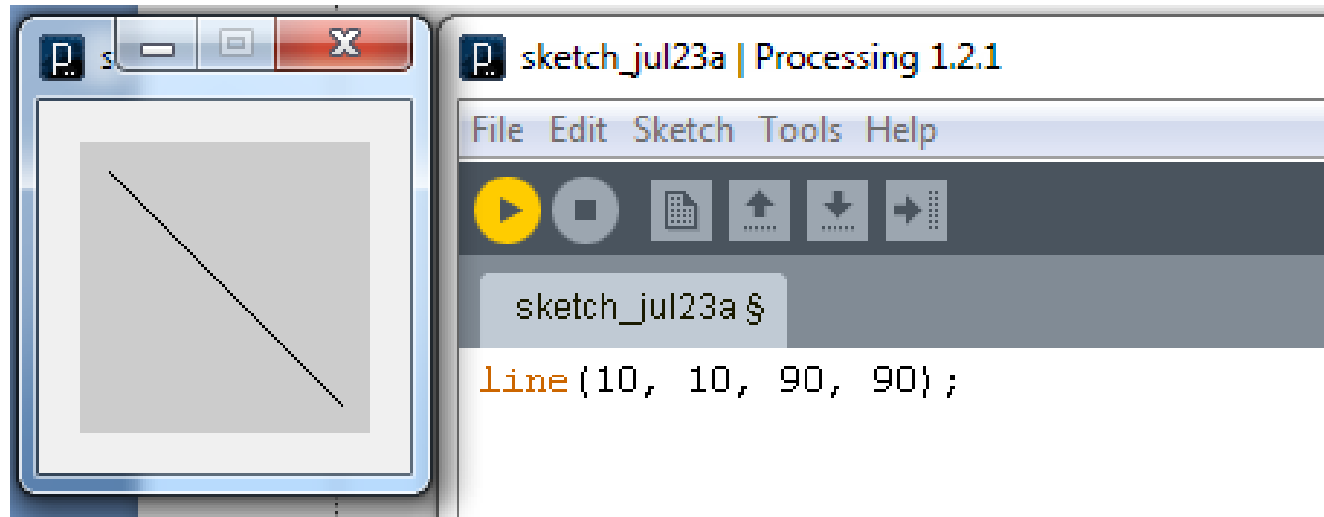 s
sketch_jul23a | Processing 1.2.1
File Edit Sketch Tools Help
sketch_jul23a §
line(10, 10, 90, 90);